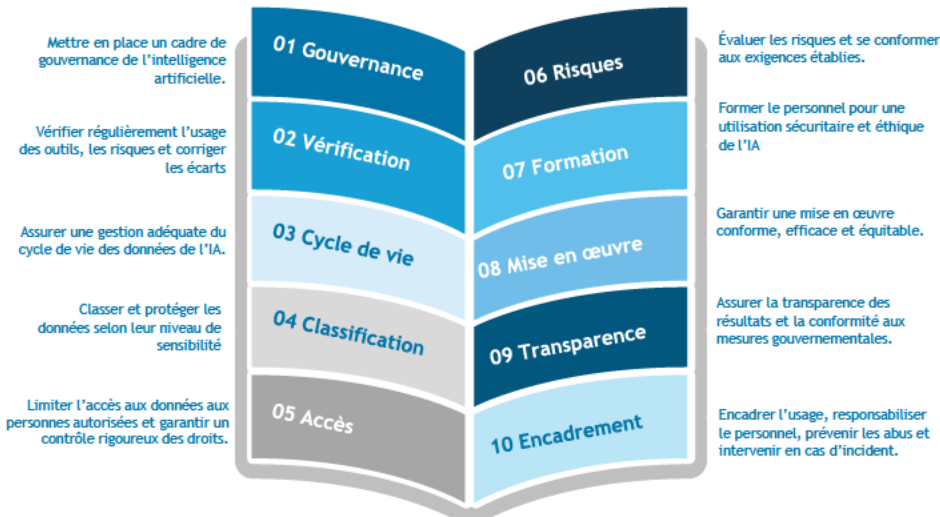 Mettre en place un cadre de
gouvernance de l’intelligence
artificielle.
01 Gouvernance
Vérifier régulièrement l’usage
des outils, les risques et corriger
les écarts
02 Vérification
Assurer une gestion adéquate du
cycle de vie des données de l’IA.
03 Cycle de vie
Classer et protéger les
données selon leur niveau de
sensibilité
04 Classification
Limiter l’accès aux données aux
personnes autorisées et garantir un
contrôle rigoureux des droits.
05 Accès
06 Risques
Évaluer les risques et se conformer
aux exigences établies.
07 Formation
Former le personnel pour une
utilisation sécuritaire et éthique
de l’IA
08 Mise en œuvre
Garantir une mise en œuvre
conforme, efficace et équitable.
09 Transparence
Assurer la transparence des
résultats et la conformité aux
mesures gouvernementales.
10 Encadrement
Encadrer l’usage, responsabiliser
le personnel, prévenir les abus et
intervenir en cas d’incident.